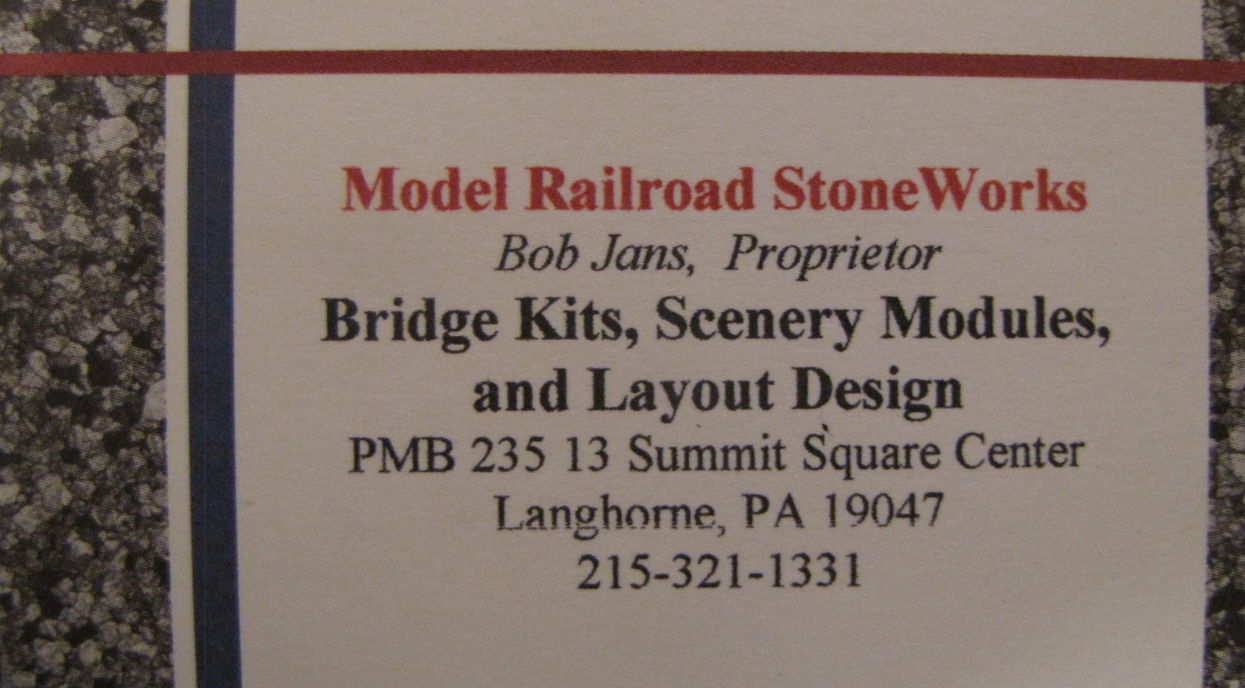 Model Railroad StoneWorks
Bob Jans, Proprietor
Bridge Kits, Scenery Modules,
and Layout Design
PMB 235 13 Summit Square Center
Langhorne, PA 19047
215-321-1331